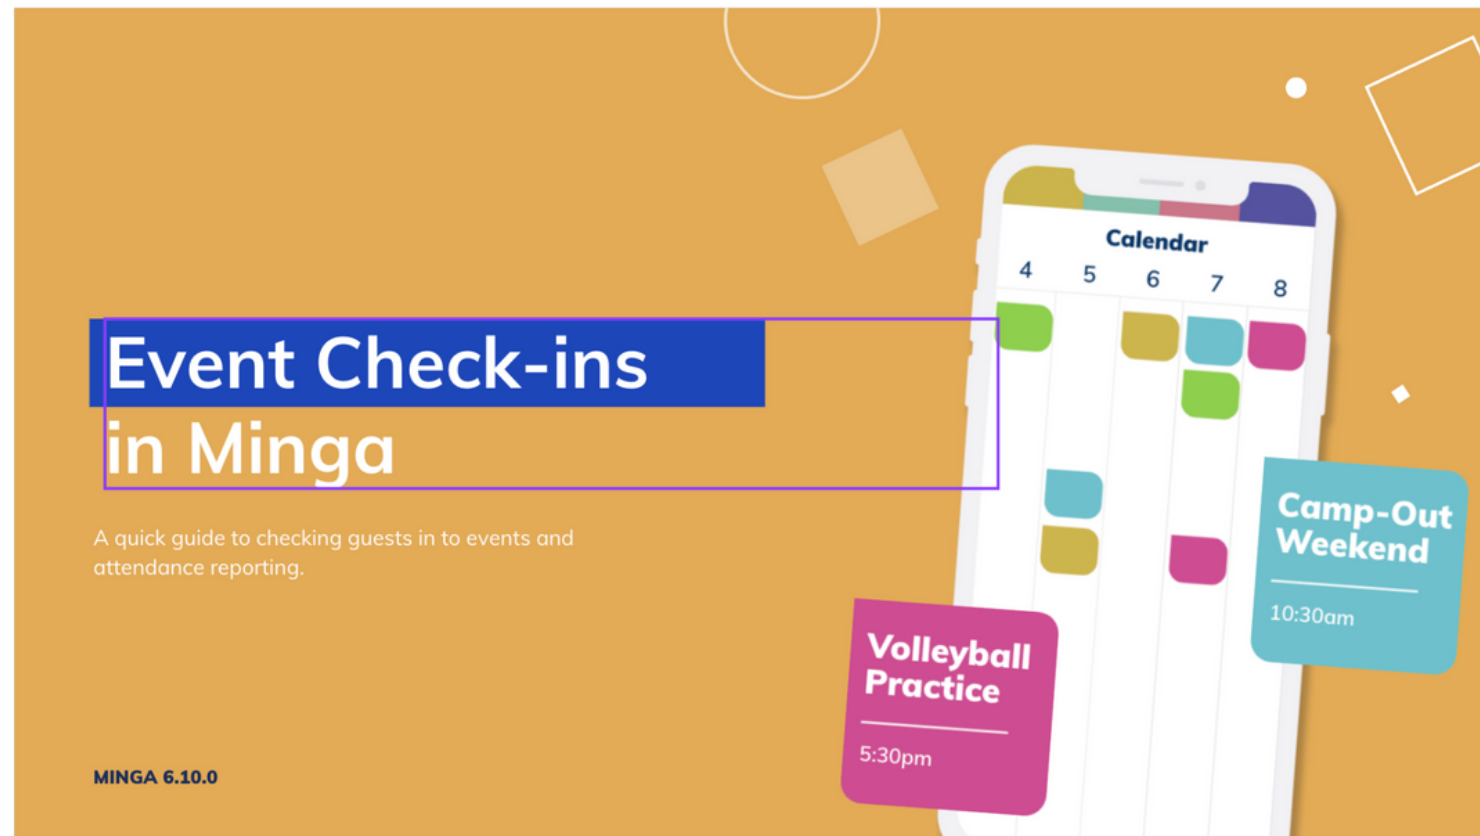 Event Check-ins
in Minga
A quick guide to checking guests in to events and
attendance reporting.
MINGA 6.10.0
Calendar
4 5 6 7 8
Camp-Out
Weekend
10:30am
Volleyball
Practice
5:30pm